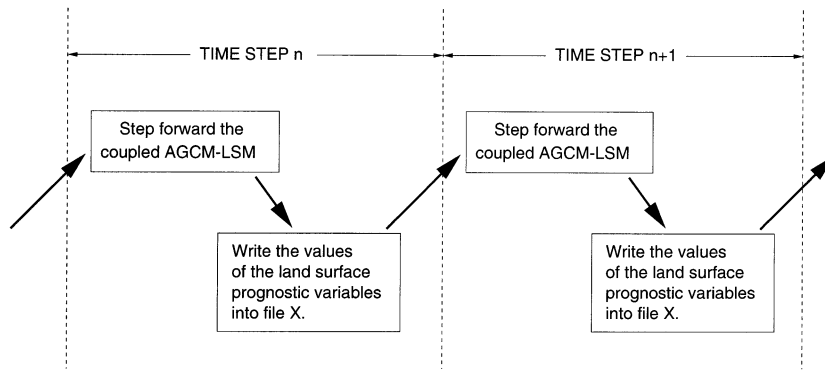 TIME STEP n
TIME STEP n+1
Step forward the
coupled AGCM-LSM
Step forward the
coupled AGCM-LSM
Write the values
of the land surface
prognostic variables
into file X.
Write the values
of the land surface
prognostic variables
into file X.